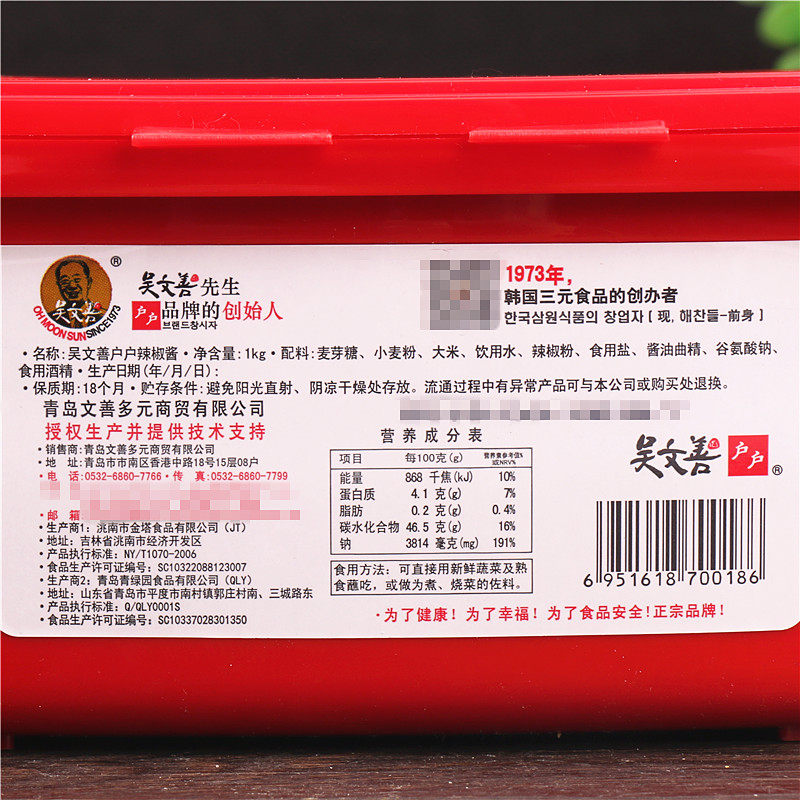 吴文善 先生
户户 品牌的创始人
브랜드창시자
OH MOON SUN SINCE1973
吴文善
®
1973年,
韩国三元食品的创办者
한국삼원식품의 창업자 [ 현, 해찬들-前身 ]
·名称:吴文善户户辣椒酱·净含量:1kg·配料:麦芽糖、小麦粉、大米、饮用水、辣椒粉、食用盐、酱油曲精、谷氨酸钠、
食用酒精·生产日期(年/月/日):
·保质期:18个月·贮存条件:避免阳光直射、阴凉干燥处存放。流通过程中有异常产品可与本公司或购买处退换。
青岛文善多元商贸有限公司
授权生产并提供技术支持
·销售商:青岛文善多元商贸有限公司
·地 址:青岛市市南区香港中路18号15层08户
·电 话:0532-6860-7766·传 真:0532-6860-7799
·邮 箱
·生产商1:洮南市金塔食品有限公司(JT)
·地址:吉林省洮南市经济开发区
·产品执行标准:NY/T1070-2006
·食品生产许可证编号:SC10322088123007
·生产商2:青岛青绿园食品有限公司(QLY)
·地址:山东省青岛市平度市南村镇郭庄村南、三城路东
·产品执行标准:Q/QLY0001S
·食品生产许可证编号:SC10337028301350
营养成分表
项目 每100克(g) 营养素参考值%或NRV%
能量 868 千焦(kJ) 10%
蛋白质 4.1 克(g) 7%
脂肪 0.2 克(g) 0.4%
碳水化合物 46.5 克(g) 16%
钠 3814 毫克(mg) 191%
食用方法:可直接用新鲜蔬菜及熟
食蘸吃,或做为煮、烧菜的佐料。
吴文善 户户 ®
6 951618 700186
·为了健康!为了幸福!为了食品安全!正宗品牌!